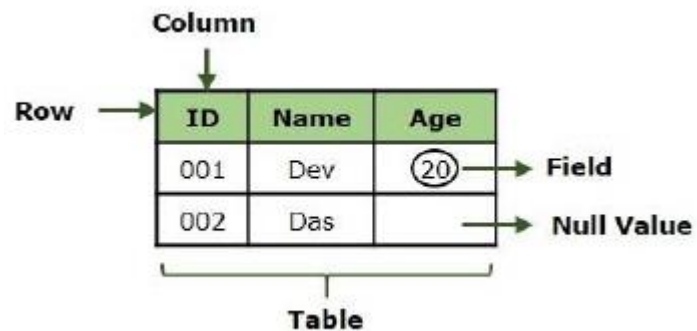 Column
Row
ID Name Age
001 Dev 20
Field
002 Das
Null Value
Table